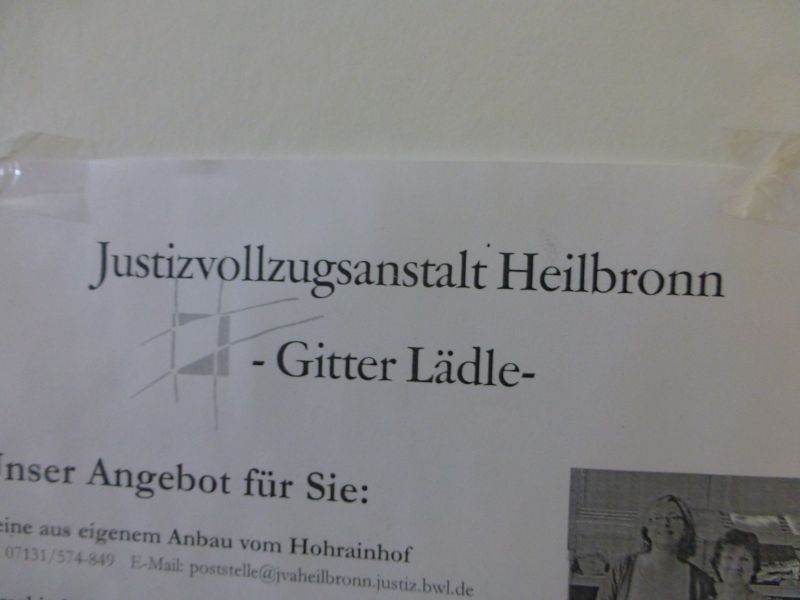 Justizvollzugsanstalt Heilbronn
- Gitter Lädle-
nser Angebot für Sie:
eine aus eigenem Anbau vom Hohrainhof
07131/574-849 E-Mail: poststelle@jvaheilbronn.justiz.bwl.de